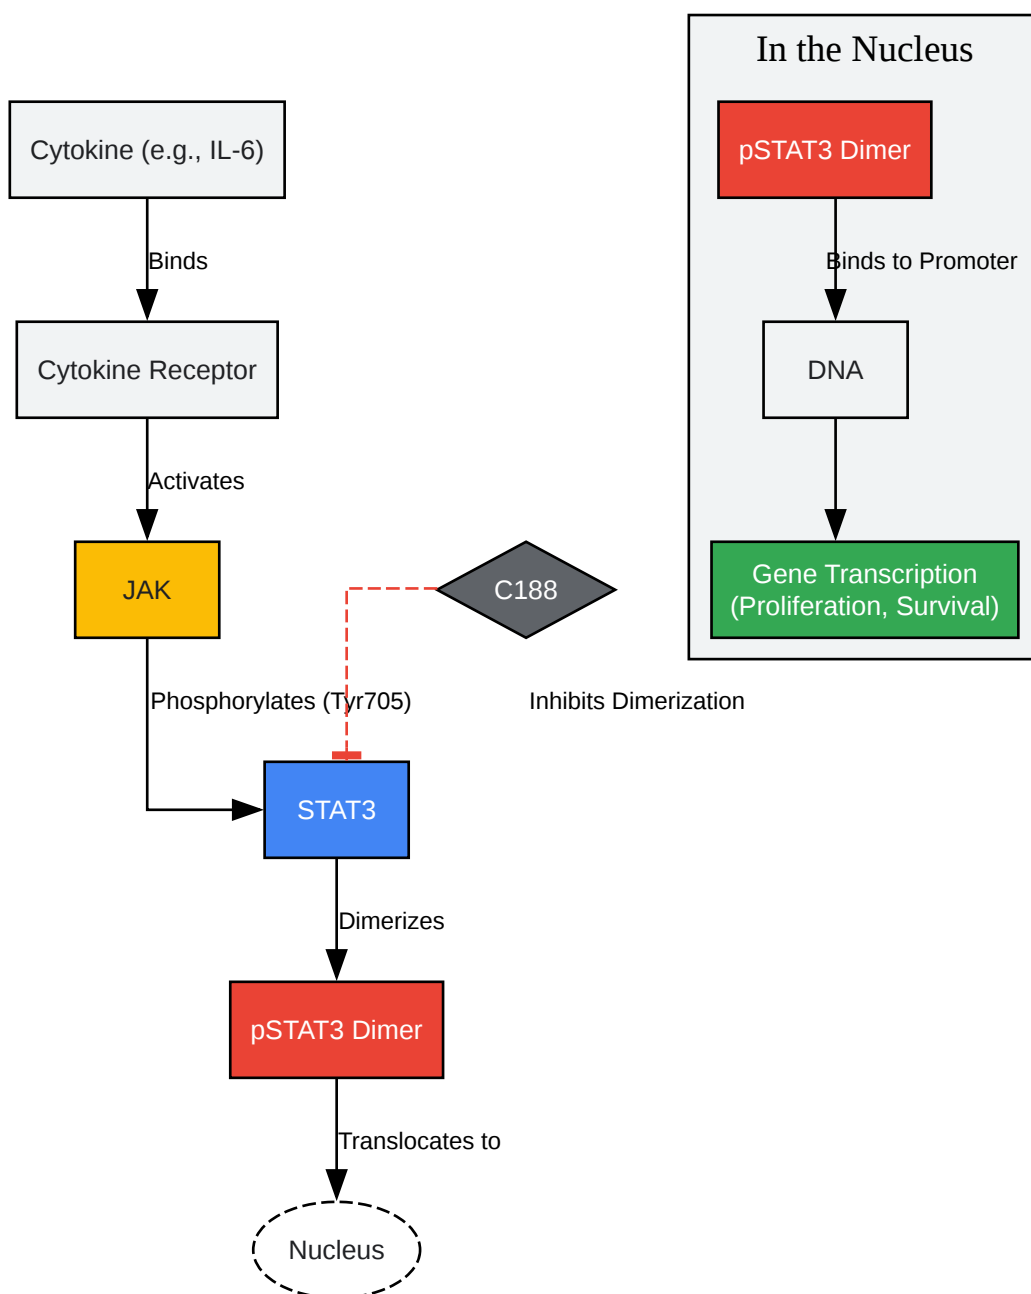 Cytokine (e.g., IL-6)
Binds
Cytokine Receptor
Activates
JAK
C188
Phosphorylates (Tyr705)
Inhibits Dimerization
STAT3
Dimerizes
pSTAT3 Dimer
Translocates to
Nucleus
In the Nucleus
pSTAT3 Dimer
Binds to Promoter
DNA
Gene Transcription
(Proliferation, Survival)